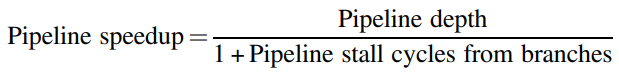 Pipeline speedup = Pipeline depth
1 + Pipeline stall cycles from branches